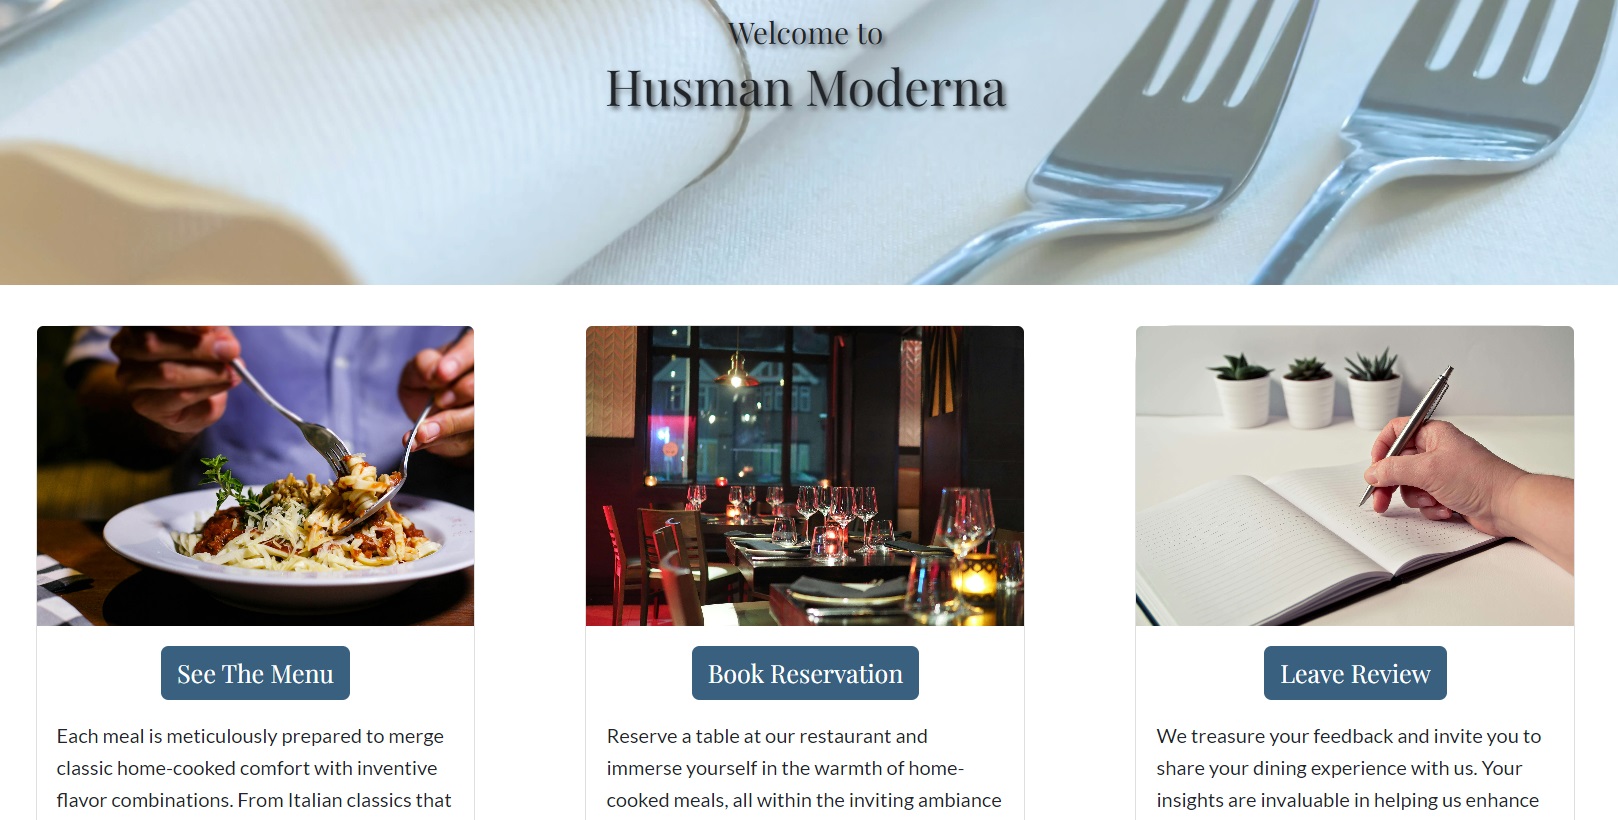 Welcome to
Husman Moderna
See The Menu
Each meal is meticulously prepared to merge
classic home-cooked comfort with inventive
flavor combinations. From Italian classics that
Book Reservation
Reserve a table at our restaurant and
immerse yourself in the warmth of home-
cooked meals, all within the inviting ambiance
Leave Review
We treasure your feedback and invite you to
share your dining experience with us. Your
insights are invaluable in helping us enhance